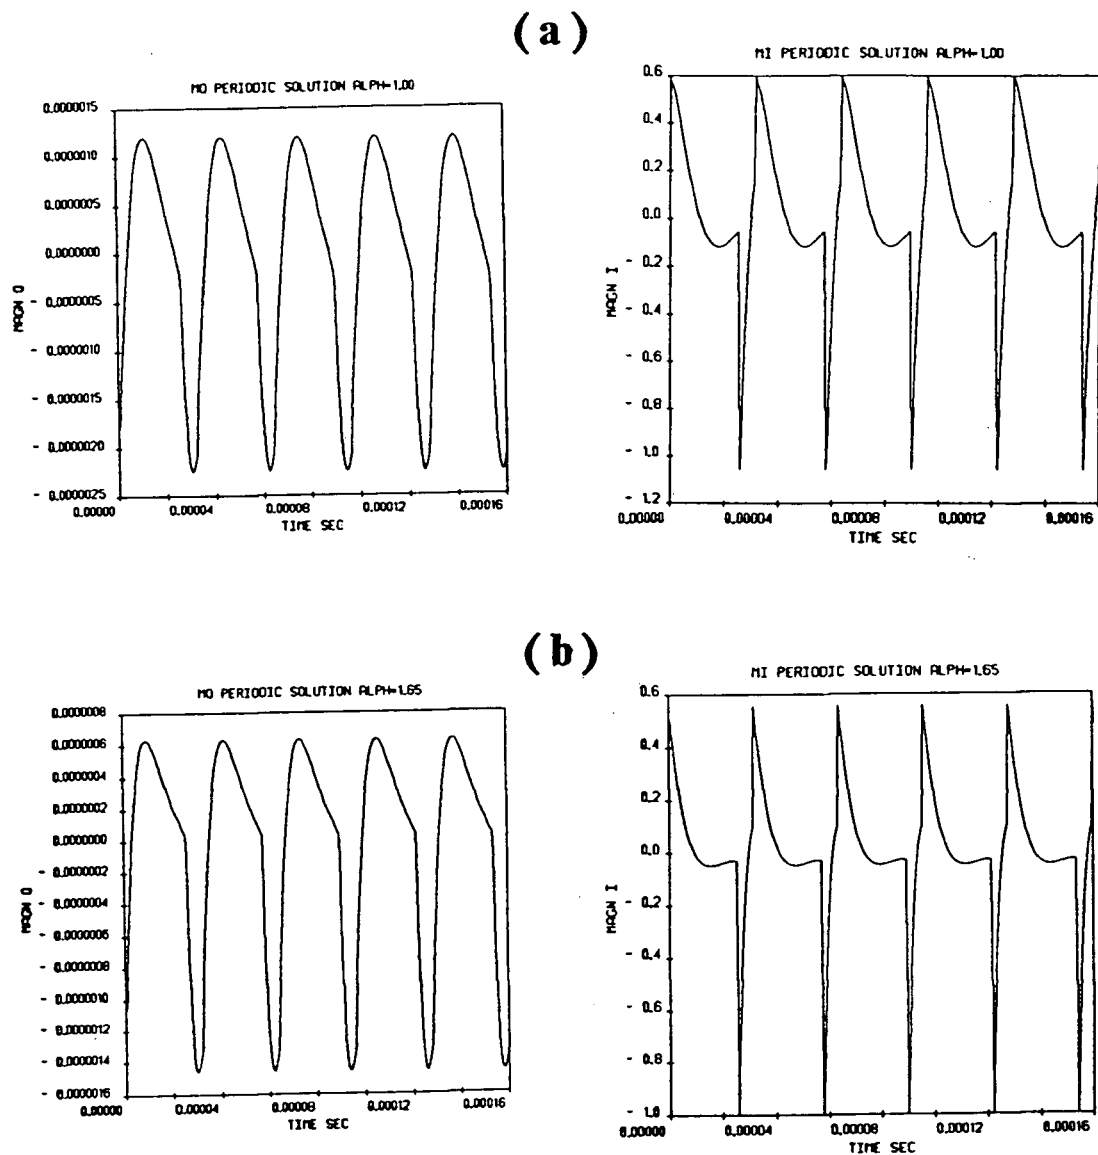 (a)
MO PERIODIC SOLUTION ALPH=1.00
0.0000015
0.0000010
0.0000005
0.0000000
- 0.0000005
- 0.0000010
- 0.0000015
- 0.0000020
- 0.0000025
MAGN O
0.00000 0.00004 0.00008 0.00012 0.00016
TIME SEC
MI PERIODIC SOLUTION ALPH=1.00
0.6
0.4
0.2
0.0
- 0.2
- 0.4
- 0.6
- 0.8
- 1.0
- 1.2
MAGN I
0.00000 0.00004 0.00008 0.00012 0.00016
TIME SEC
(b)
MO PERIODIC SOLUTION ALPH=1.65
0.0000008
0.0000006
0.0000004
0.0000002
0.0000000
- 0.0000002
- 0.0000004
- 0.0000006
- 0.0000008
- 0.0000010
- 0.0000012
- 0.0000014
- 0.0000016
MAGN O
0.00000 0.00004 0.00008 0.00012 0.00016
TIME SEC
MI PERIODIC SOLUTION ALPH=1.65
0.6
0.4
0.2
0.0
- 0.2
- 0.4
- 0.6
- 0.8
- 1.0
MAGN I
0.00000 0.00004 0.00008 0.00012 0.00016
TIME SEC